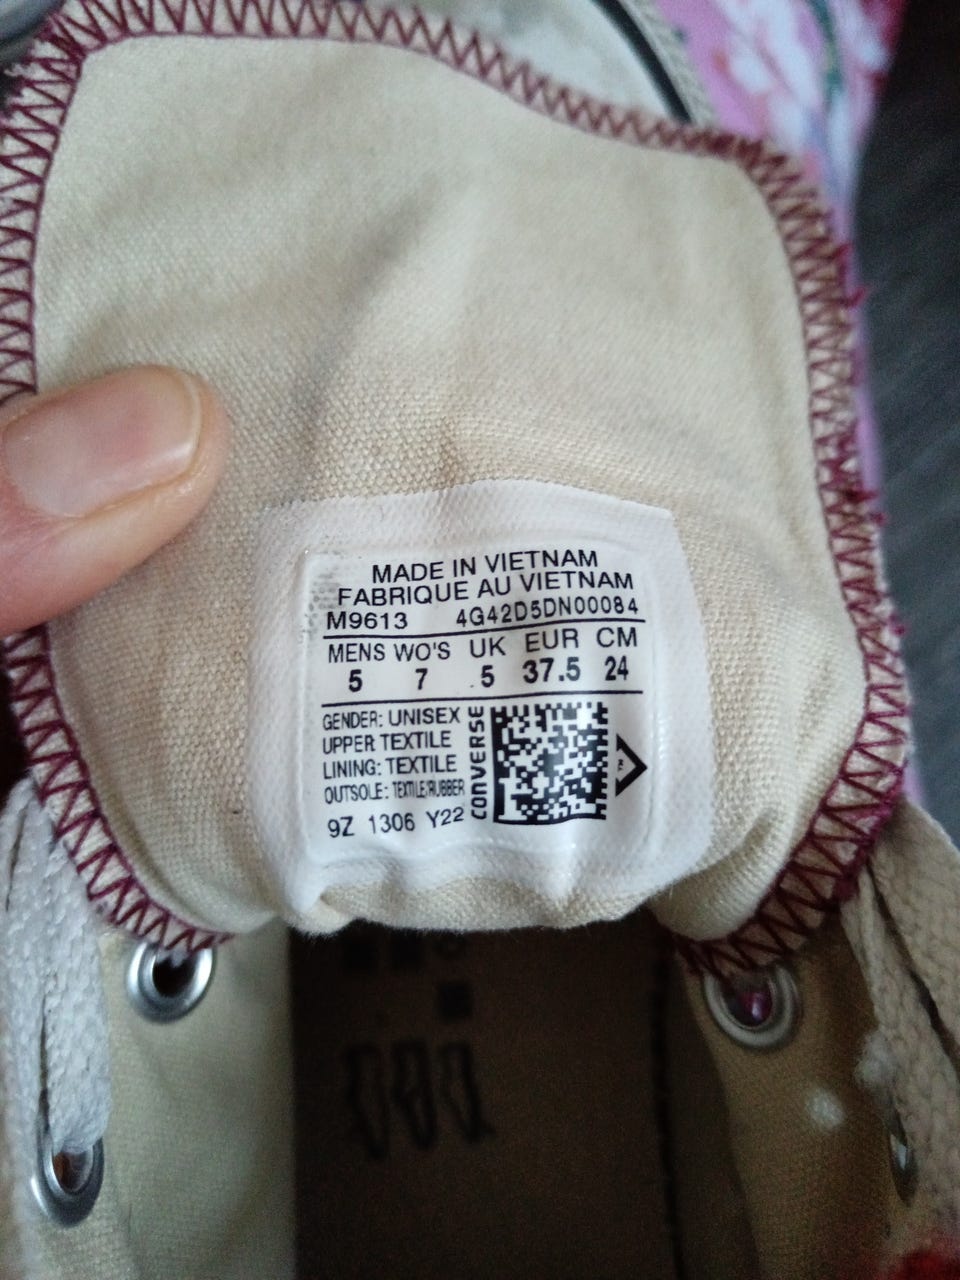 MADE IN VIETNAM
FABRIQUE AU VIETNAM
M9613 4G42D5DN00084
MENS WO'S UK EUR CM
5 7 5 37.5 24
GENDER: UNISEX
UPPER TEXTILE
LINING: TEXTILE
OUTSOLE: TEXTILE/RUBBER
9Z 1306 Y22
CONVERSE